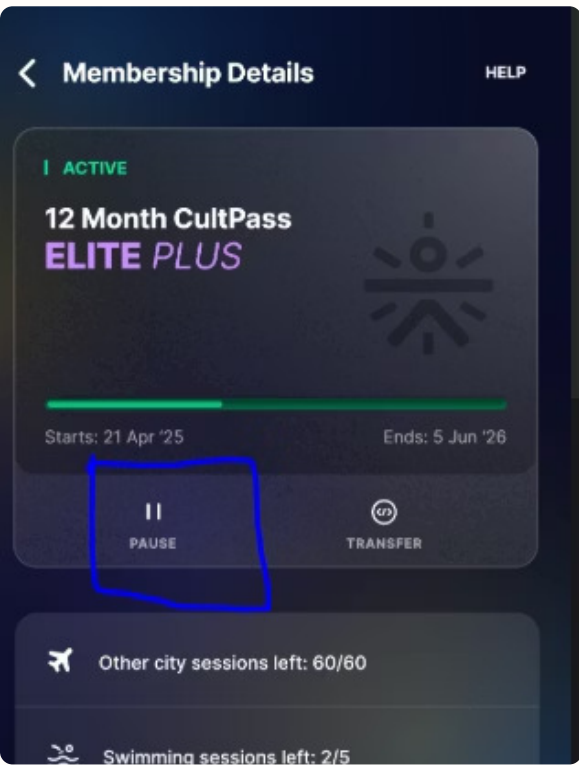 Membership Details HELP
ACTIVE
12 Month CultPass
ELITE PLUS
Starts: 21 Apr '25 Ends: 5 Jun '26
PAUSE TRANSFER
Other city sessions left: 60/60
Swimming sessions left: 2/5